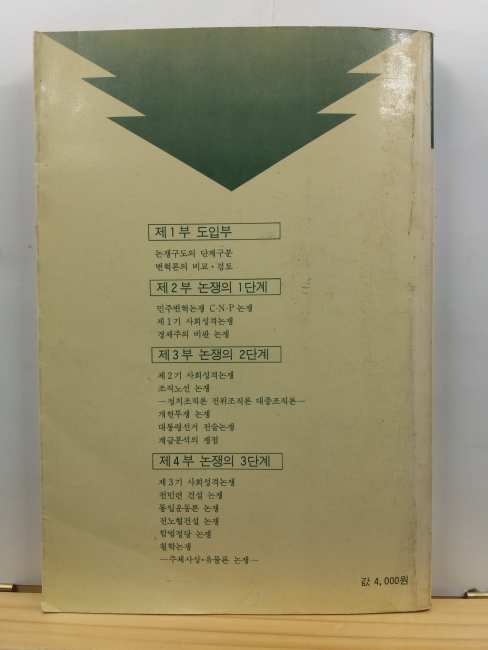 제1부 도입부
논쟁구도의 단계구분
변혁론의 비교·검토
제2부 논쟁의 1단계
민주변혁논쟁 C·N·P 논쟁
제1기 사회성격논쟁
경제주의 비판 논쟁
제3부 논쟁의 2단계
제2기 사회성격논쟁
조직노선 논쟁
—정치조직론 전위조직론 대중조직론—
개헌투쟁 논쟁
대통령선거 전술논쟁
계급분석의 쟁점
제4부 논쟁의 3단계
제3기 사회성격논쟁
전민련 건설 논쟁
통일운동론 논쟁
전노협건설 논쟁
합법정당 논쟁
철학논쟁
—주체사상·유물론 논쟁—
값 4,000원